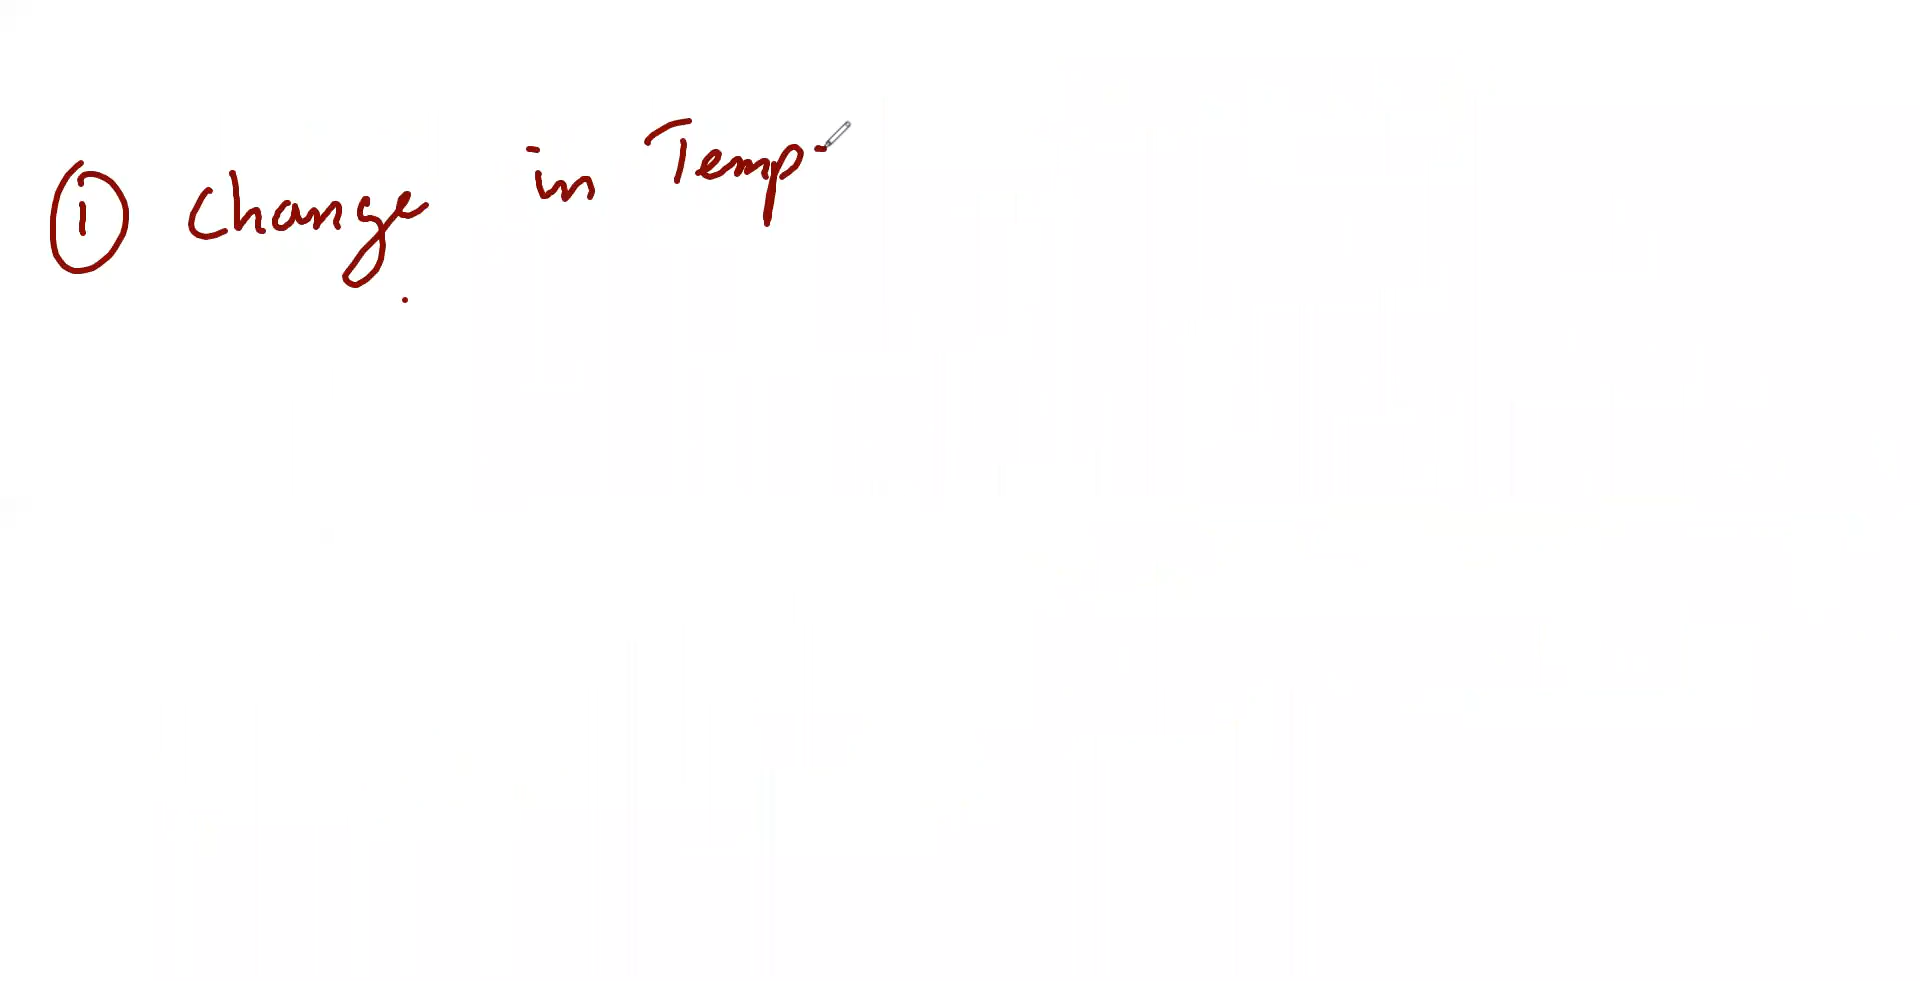 ① Change in Temp-